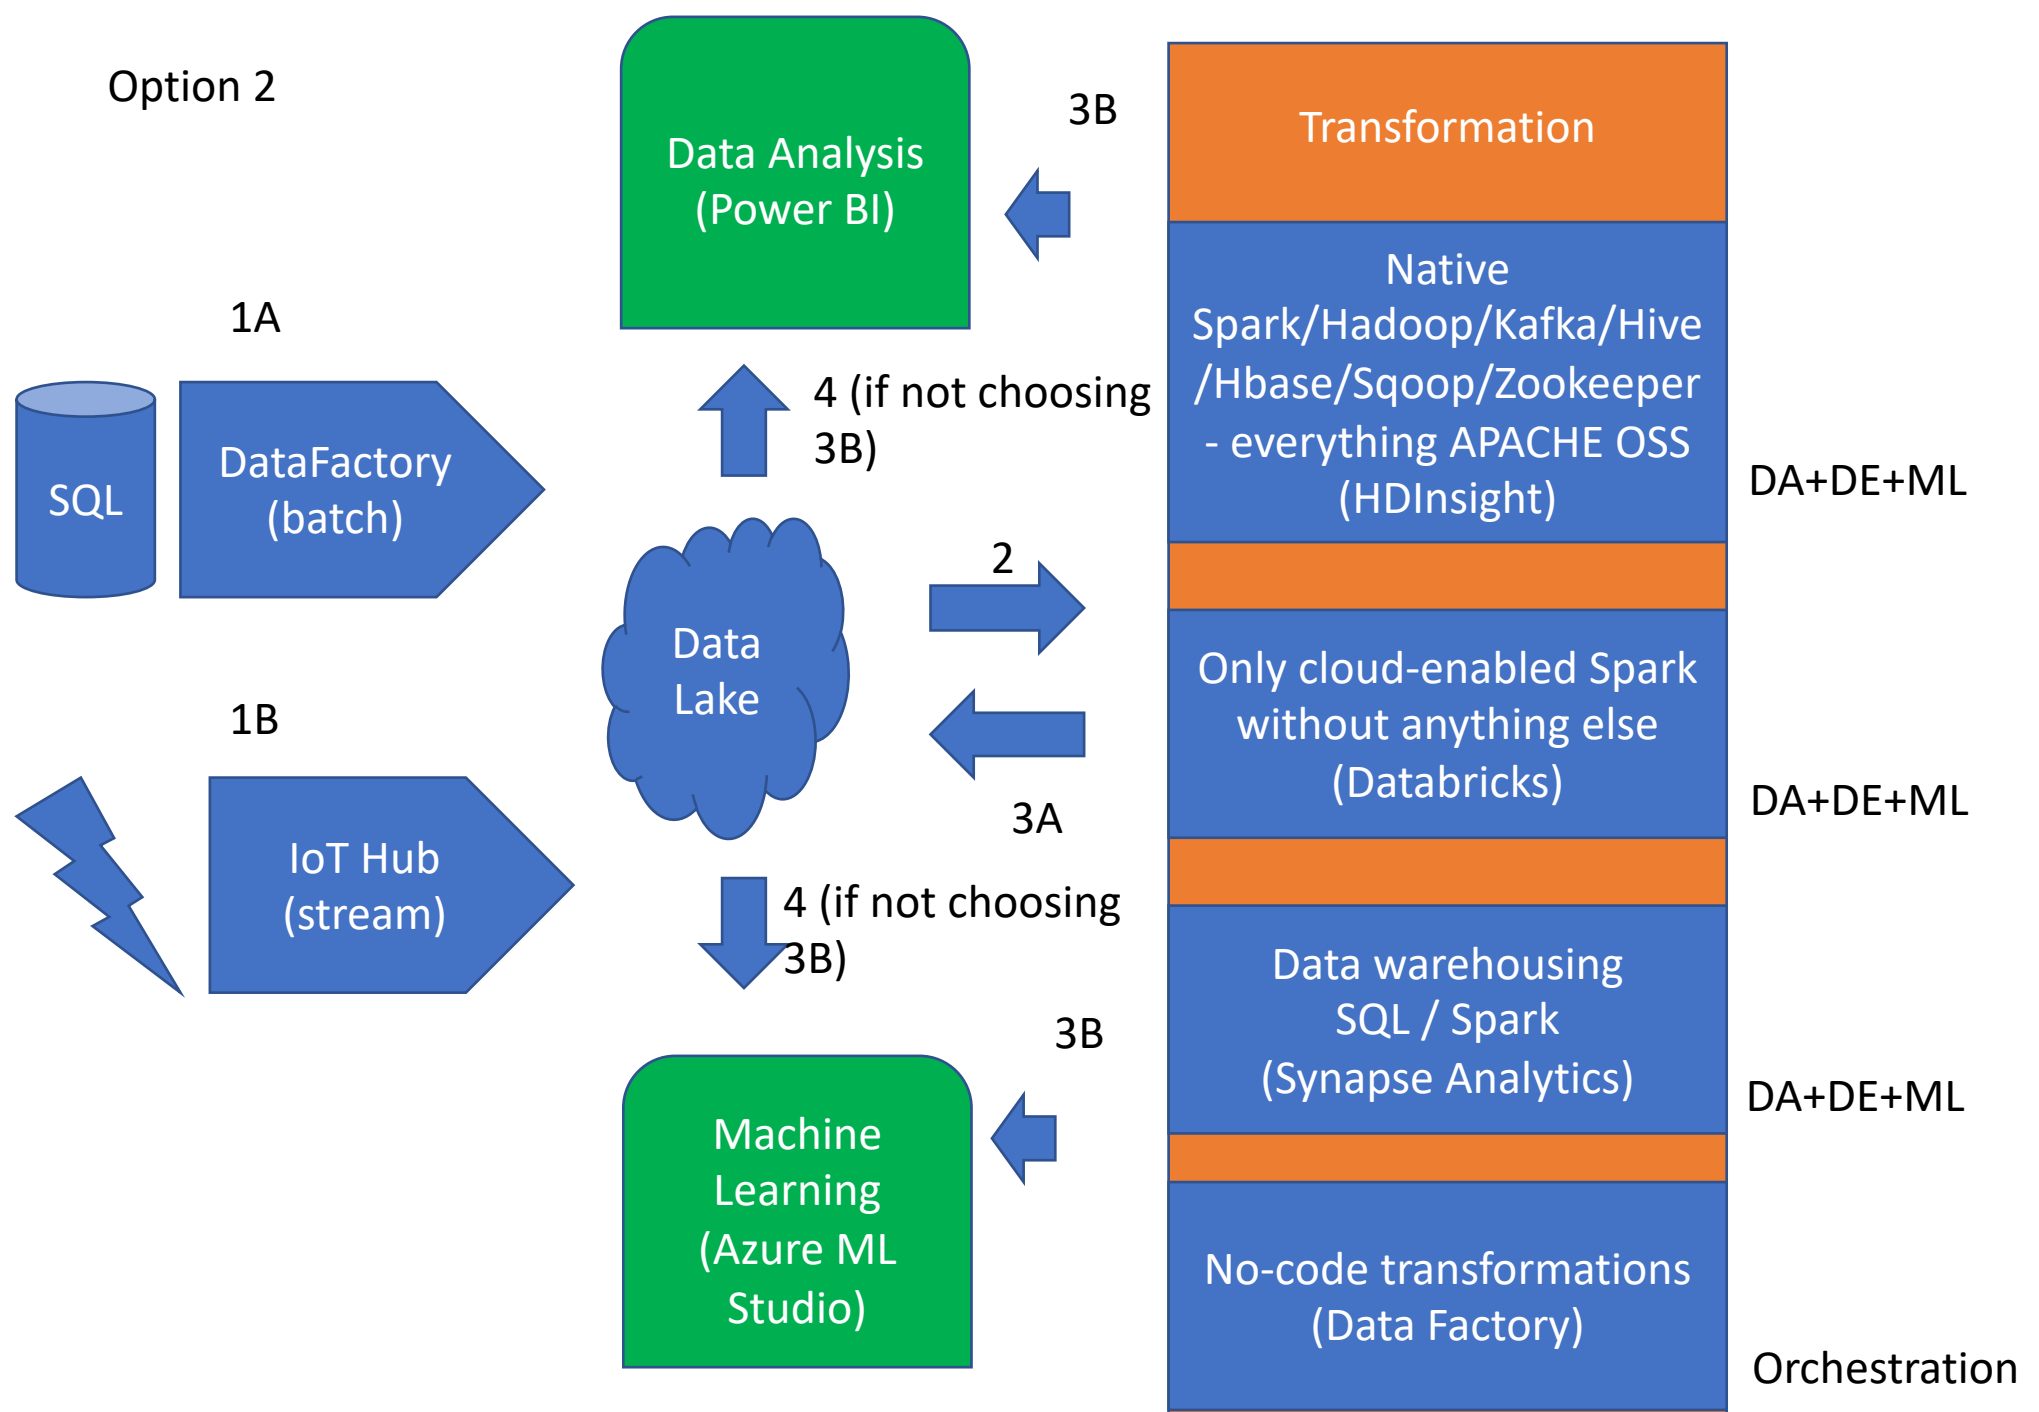 Option 2
Data Analysis
(Power BI)
3B
Transformation
Native
Spark/Hadoop/Kafka/Hive
/Hbase/Sqoop/Zookeeper
- everything APACHE OSS
(HDInsight)
DA+DE+ML
1A
SQL
DataFactory
(batch)
4 (if not choosing
3B)
2
Data
Lake
3A
Only cloud-enabled Spark
without anything else
(Databricks)
DA+DE+ML
1B
IoT Hub
(stream)
4 (if not choosing
3B)
Data warehousing
SQL / Spark
(Synapse Analytics)
DA+DE+ML
3B
Machine
Learning
(Azure ML
Studio)
No-code transformations
(Data Factory)
Orchestration